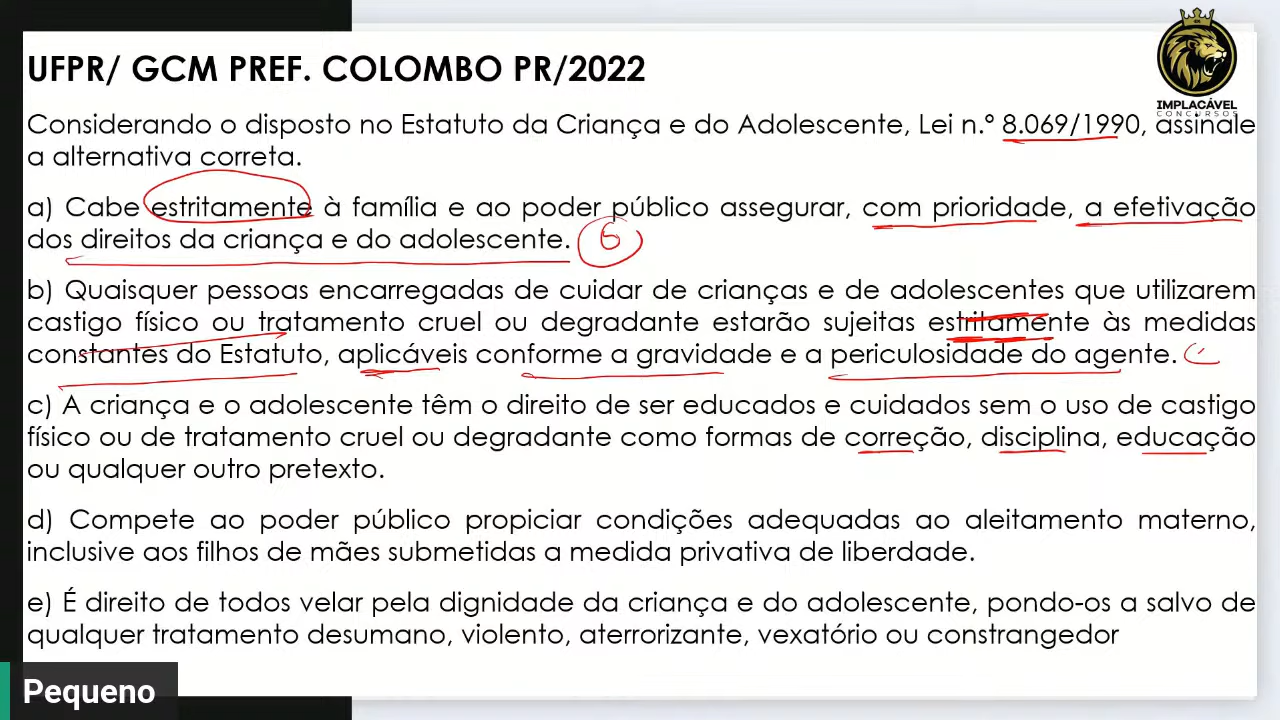 UFPR/ GCM PREF. COLOMBO PR/2022
IMPLACÁVEL
CONCURSOS
Considerando o disposto no Estatuto da Criança e do Adolescente, Lei n.º 8.069/1990, assinale
a alternativa correta.
a) Cabe estritamente à família e ao poder público assegurar, com prioridade, a efetivação
dos direitos da criança e do adolescente.
b) Quaisquer pessoas encarregadas de cuidar de crianças e de adolescentes que utilizarem
castigo físico ou tratamento cruel ou degradante estarão sujeitas estritamente às medidas
constantes do Estatuto, aplicáveis conforme a gravidade e a periculosidade do agente.
c) A criança e o adolescente têm o direito de ser educados e cuidados sem o uso de castigo
físico ou de tratamento cruel ou degradante como formas de correção, disciplina, educação
ou qualquer outro pretexto.
d) Compete ao poder público propiciar condições adequadas ao aleitamento materno,
inclusive aos filhos de mães submetidas a medida privativa de liberdade.
e) É direito de todos velar pela dignidade da criança e do adolescente, pondo-os a salvo de
qualquer tratamento desumano, violento, aterrorizante, vexatório ou constrangedor
Pequeno